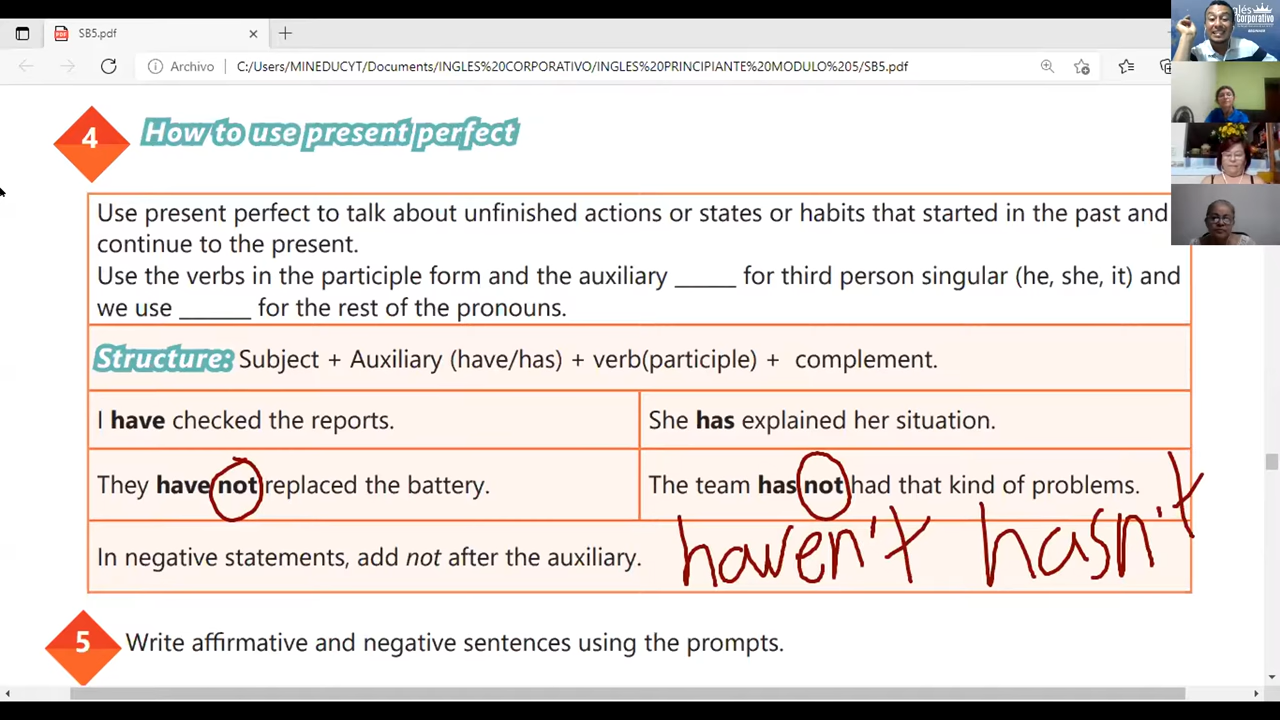 SB5.pdf
Archivo
C:/Users/MINEDUCYT/Documents/INGLES%20CORPORATIVO/INGLES%20PRINCIPIANTE%20MODULO%205/SB5.pdf
Inglés
Corporativo
4
How to use present perfect
Use present perfect to talk about unfinished actions or states or habits that started in the past and
continue to the present.
Use the verbs in the participle form and the auxiliary _____ for third person singular (he, she, it) and
we use ______ for the rest of the pronouns.
Structure: Subject + Auxiliary (have/has) + verb(participle) + complement.
I have checked the reports.
She has explained her situation.
They have not replaced the battery.
The team has not had that kind of problems.
In negative statements, add not after the auxiliary.
haven't hasn't
5
Write affirmative and negative sentences using the prompts.